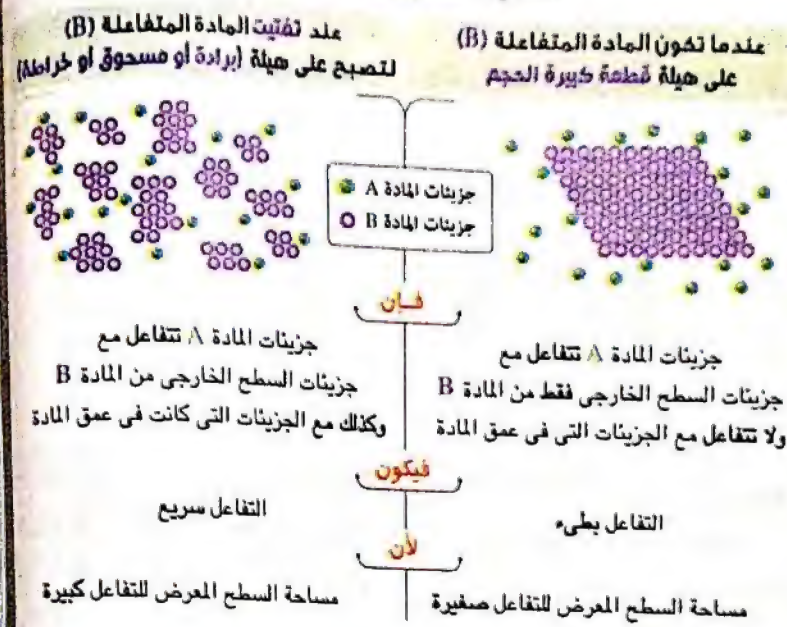 عندما تكون المادة المتفاعلة (B)
على هيئة قطعة كبيرة الحجم
عند تفتيت المادة المتفاعلة (B)
لتصبح على هيئة (برادة أو مسحوق أو خراطة)
جزيئات المادة A
جزيئات المادة B
فإن
جزيئات المادة A تتفاعل مع
جزيئات السطح الخارجى فقط من المادة B
ولا تتفاعل مع الجزيئات التى فى عمق المادة
جزيئات المادة A تتفاعل مع
جزيئات السطح الخارجى من المادة B
وكذلك مع الجزيئات التى كانت فى عمق المادة
فيكون
التفاعل بطىء
التفاعل سريع
لأن
مساحة السطح المعرض للتفاعل صغيرة
مساحة السطح المعرض للتفاعل كبيرة